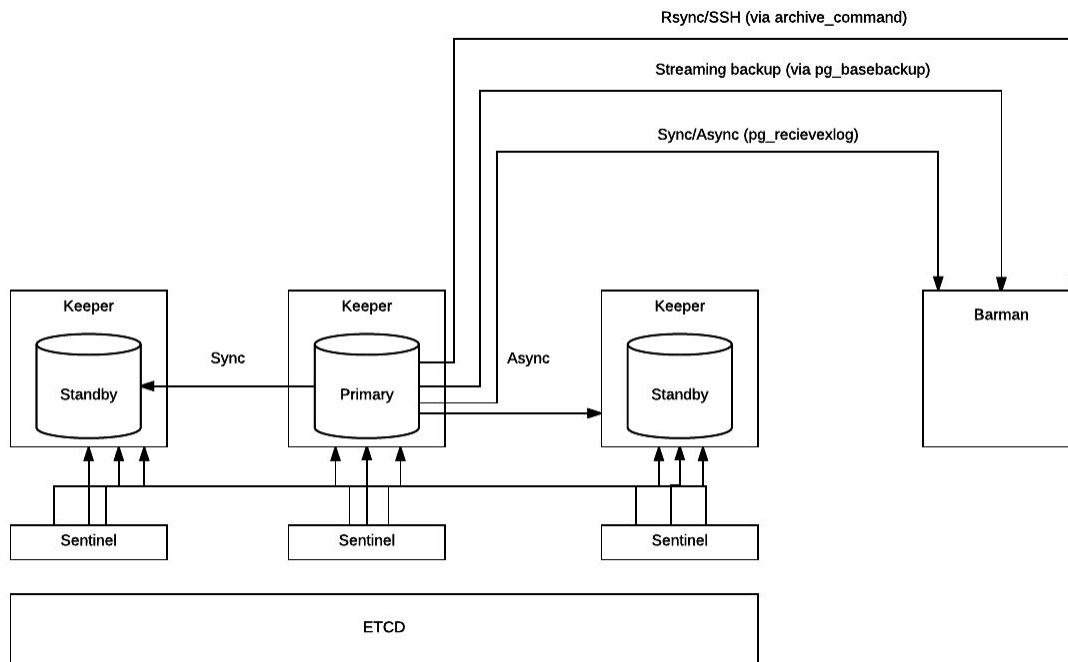 Rsync/SSH (via archive_command)
Streaming backup (via pg_basebackup)
Sync/Async (pg_recievexlog)
Keeper
Keeper
Keeper
Barman
Sync
Async
Standby
Primary
Standby
Sentinel
Sentinel
Sentinel
ETCD